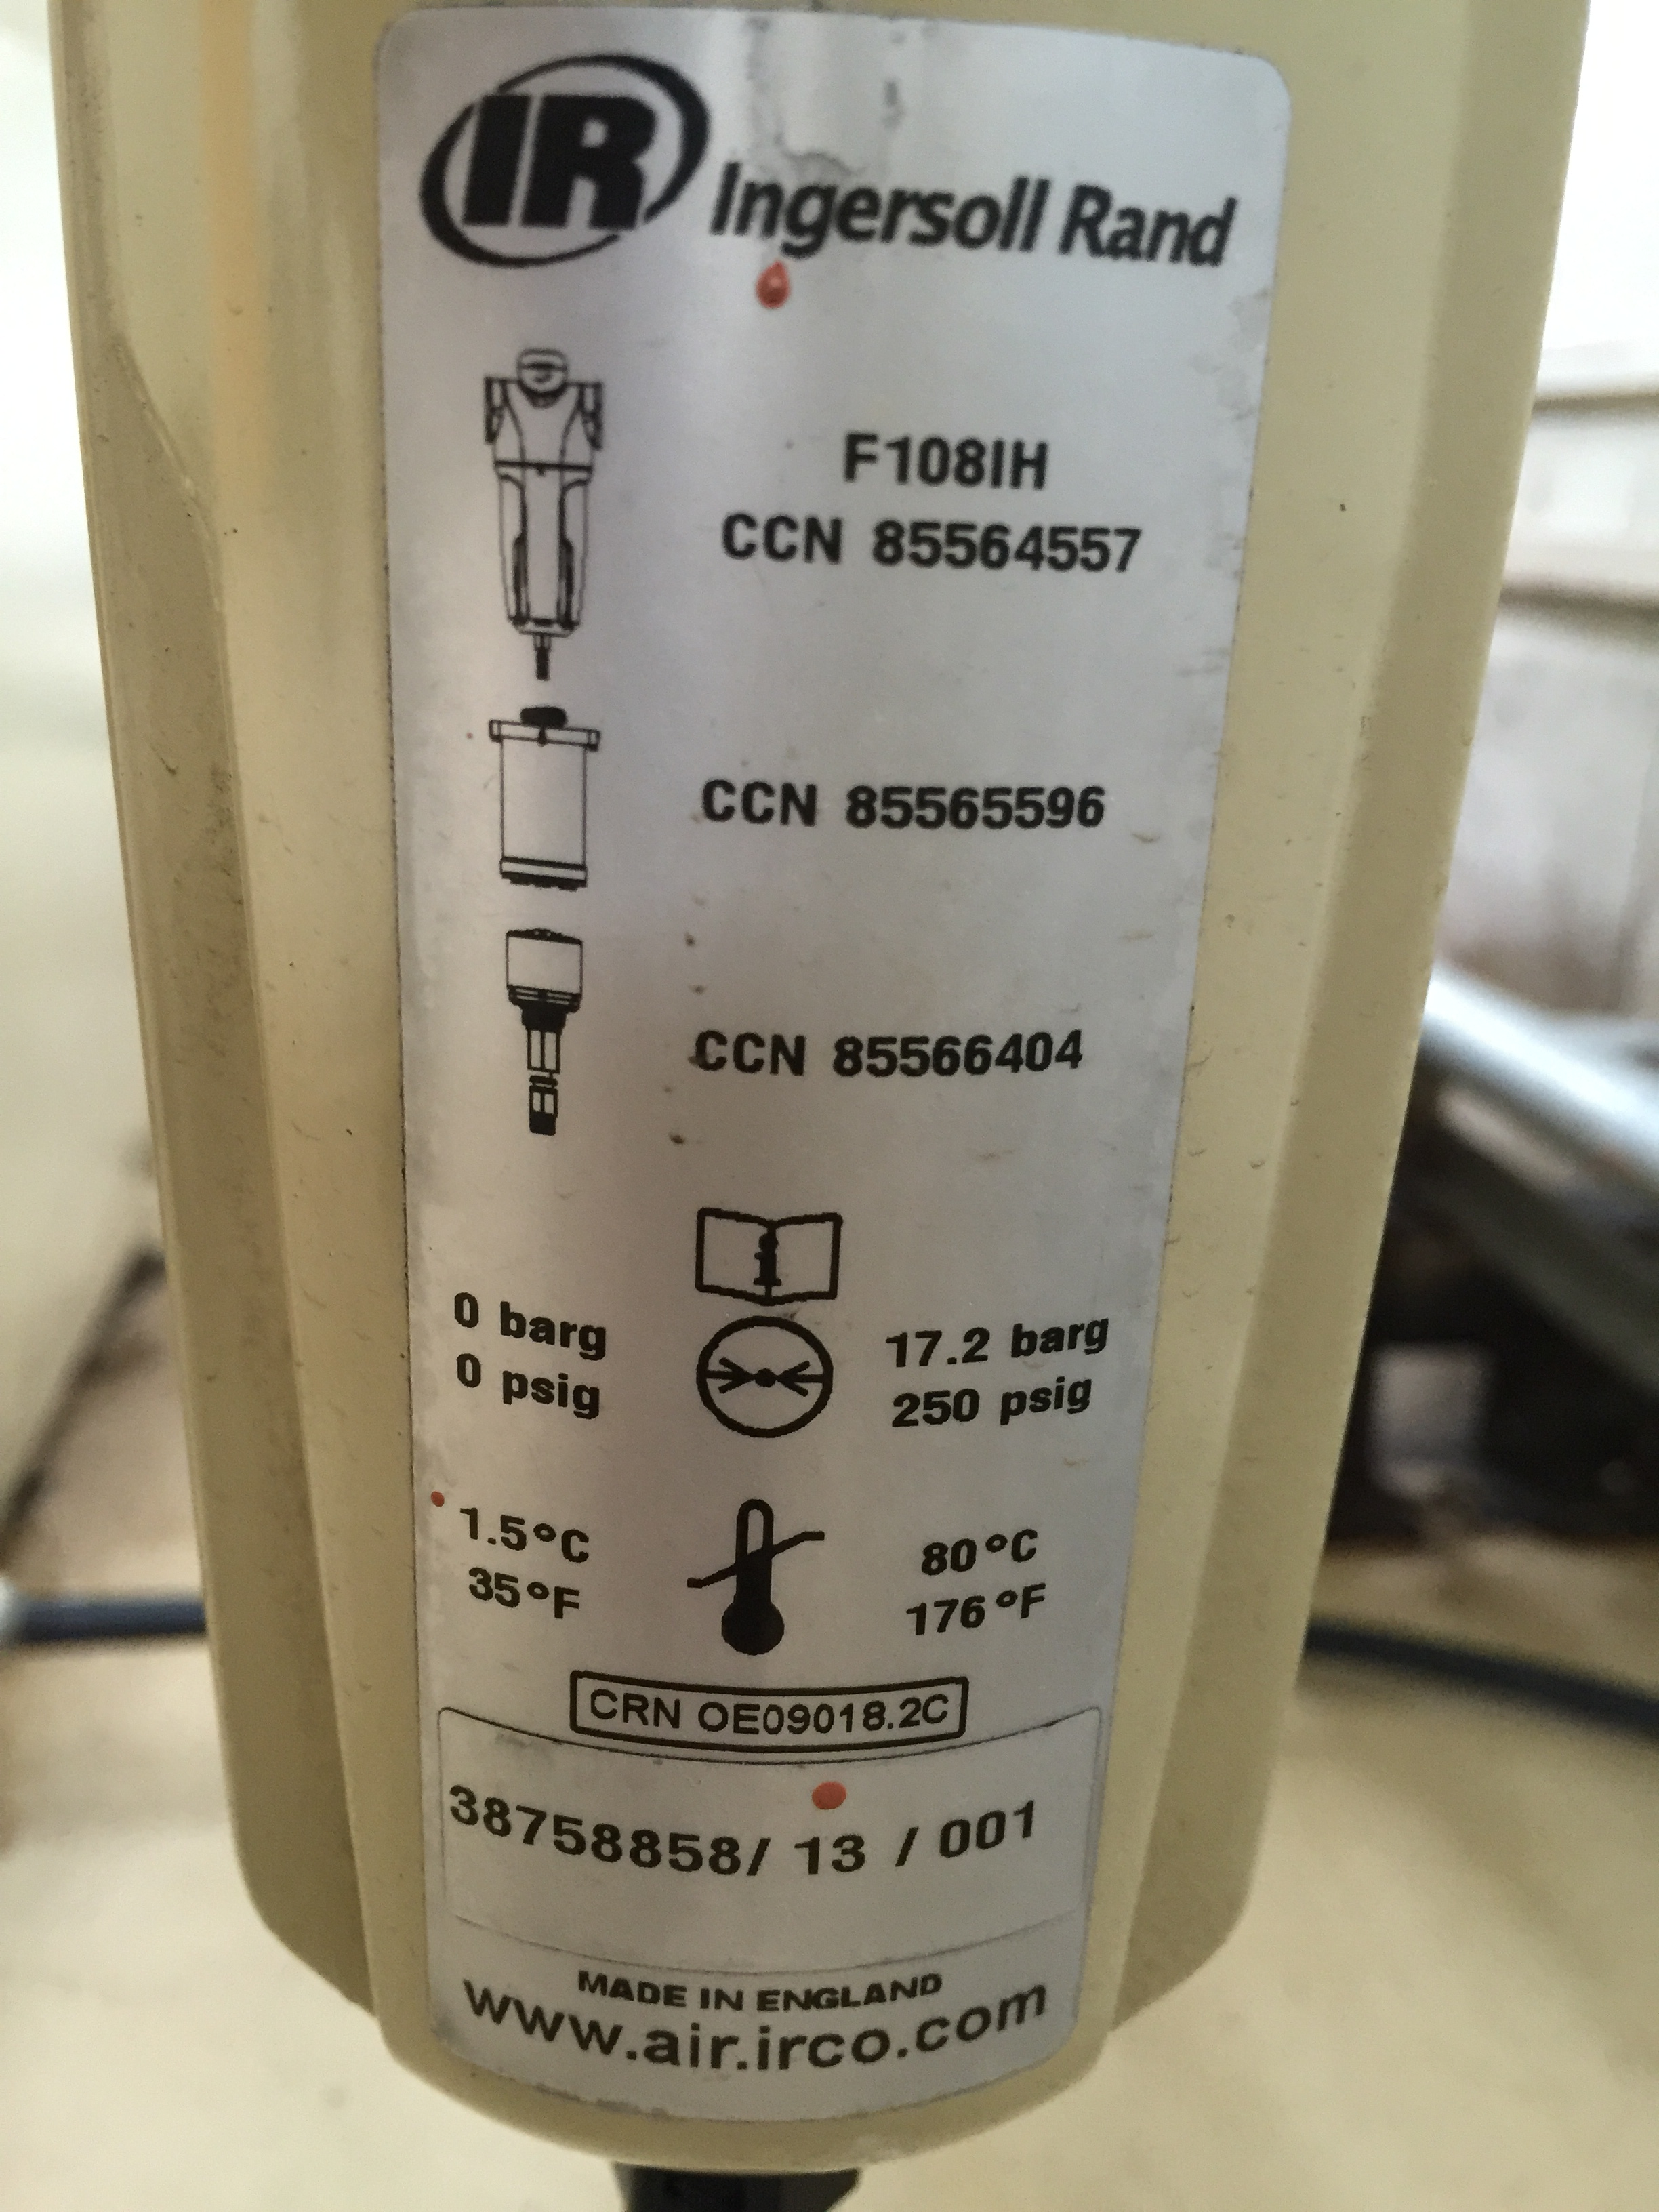 IR Ingersoll Rand
F108IH
CCN 85564557
CCN 85565596
CCN 85566404
i
0 barg
0 psig
17.2 barg
250 psig
1.5°C
35°F
80°C
176°F
CRN OE09018.2C
38758858/ 13 / 001
MADE IN ENGLAND
www.air.irco.com